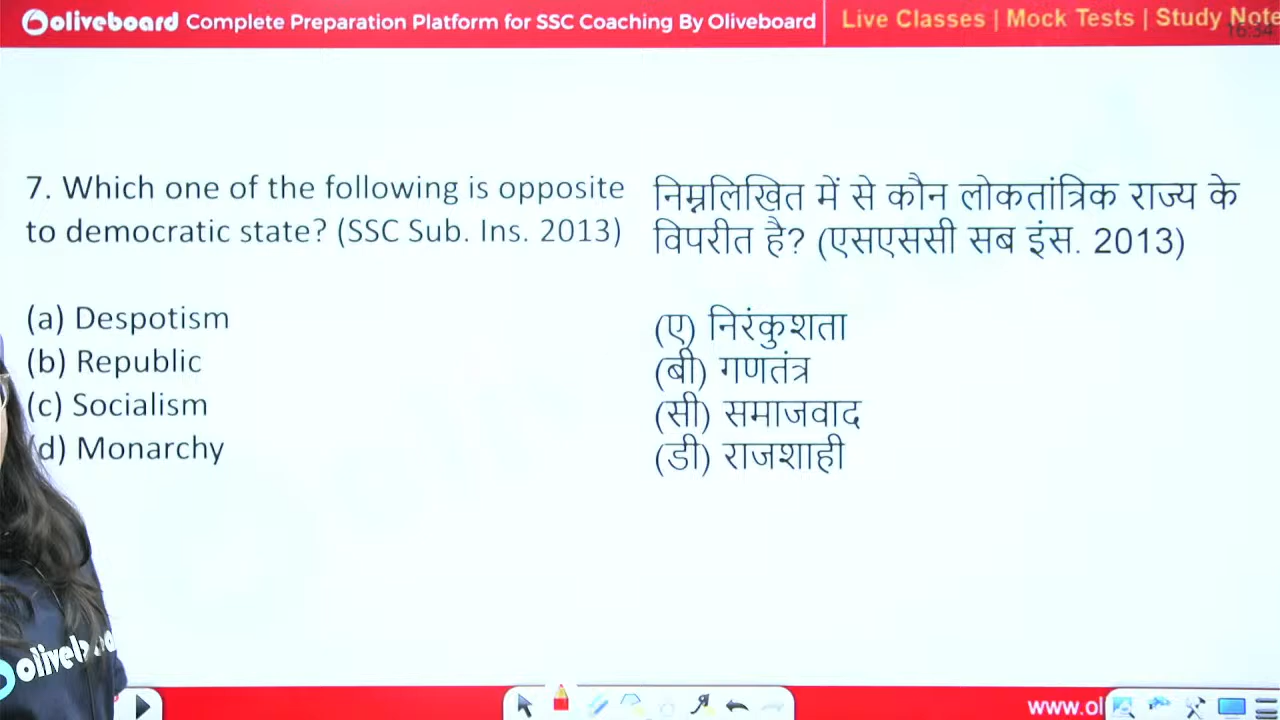 oliveboard Complete Preparation Platform for SSC Coaching By Oliveboard
Live Classes | Mock Tests | Study Note
16:34
7. Which one of the following is opposite
to democratic state? (SSC Sub. Ins. 2013)
(a) Despotism
(b) Republic
(c) Socialism
(d) Monarchy
निम्नलिखित में से कौन लोकतांत्रिक राज्य के
विपरीत है? (एसएससी सब इंस. 2013)
(ए) निरंकुशता
(बी) गणतंत्र
(सी) समाजवाद
(डी) राजशाही
www.ol